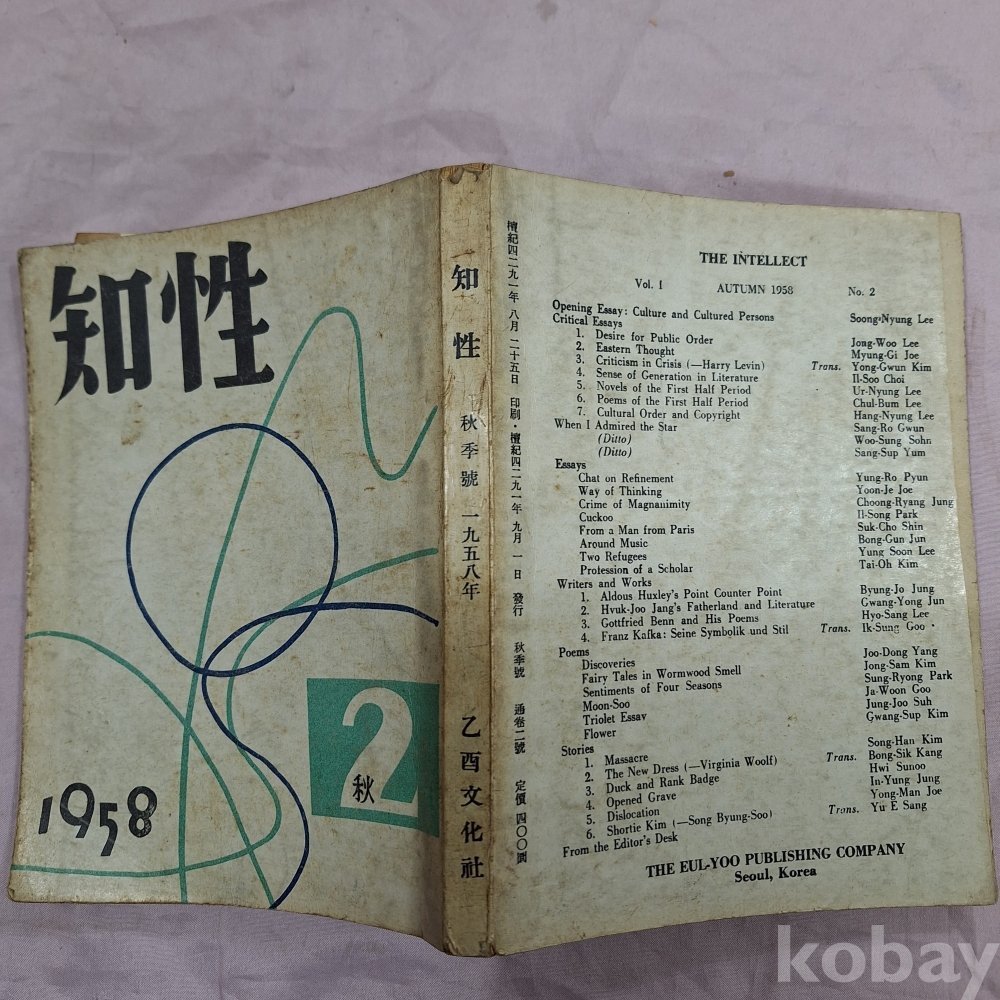 知性
2
秋
1958
知性
秋季號 一九五八年
乙酉文化社
檀紀四二九一年 八月 二十五日 印刷·檀紀四二九一年 九月 一日 發行 秋季號 通卷二號 定價 四〇〇圜
THE INTELLECT
Vol. I AUTUMN 1958 No. 2
Opening Essay: Culture and Cultured Persons Soong-Nyung Lee
Critical Essays
1. Desire for Public Order Jong-Woo Lee
2. Eastern Thought Myung-Gi Joe
3. Criticism in Crisis (—Harry Levin) Trans. Yong-Gwun Kim
4. Sense of Generation in Literature Il-Soo Choi
5. Novels of the First Half Period Ur-Nyung Lee
6. Poems of the First Half Period Chul-Bum Lee
7. Cultural Order and Copyright Hang-Nyung Lee
When I Admired the Star Sang-Ro Gwun
(Ditto) Woo-Sung Sohn
(Ditto) Sang-Sup Yum
Essays
Chat on Refinement Yung-Ro Pyun
Way of Thinking Yoon-Je Joe
Crime of Magnanimity Choong-Ryang Jung
Cuckoo Il-Song Park
From a Man from Paris Suk-Cho Shin
Around Music Bong-Gun Jun
Two Refugees Yung Soon Lee
Profession of a Scholar Tai-Oh Kim
Writers and Works
1. Aldous Huxley's Point Counter Point Byung-Jo Jung
2. Hyuk-Joo Jang's Fatherland and Literature Gwang-Yong Jun
3. Gottfried Benn and His Poems Hyo-Sang Lee
4. Franz Kafka: Seine Symbolik und Stil Trans. Ik-Sung Goo
Poems
Discoveries Joo-Dong Yang
Fairy Tales in Wormwood Smell Jong-Sam Kim
Sentiments of Four Seasons Sung-Ryong Park
Moon-Soo Ja-Woon Goo
Triolet Essay Jung-Joo Suh
Flower Gwang-Sup Kim
Stories
1. Massacre Song-Han Kim
2. The New Dress (—Virginia Woolf) Trans. Bong-Sik Kang
3. Duck and Rank Badge Hwi Sunoo
4. Opened Grave In-Yung Jung
5. Dislocation Yong-Man Joe
6. Shortie Kim (—Song Byung-Soo) Trans. Yu E Sang
From the Editor's Desk
THE EUL-YOO PUBLISHING COMPANY
Seoul, Korea
kobay